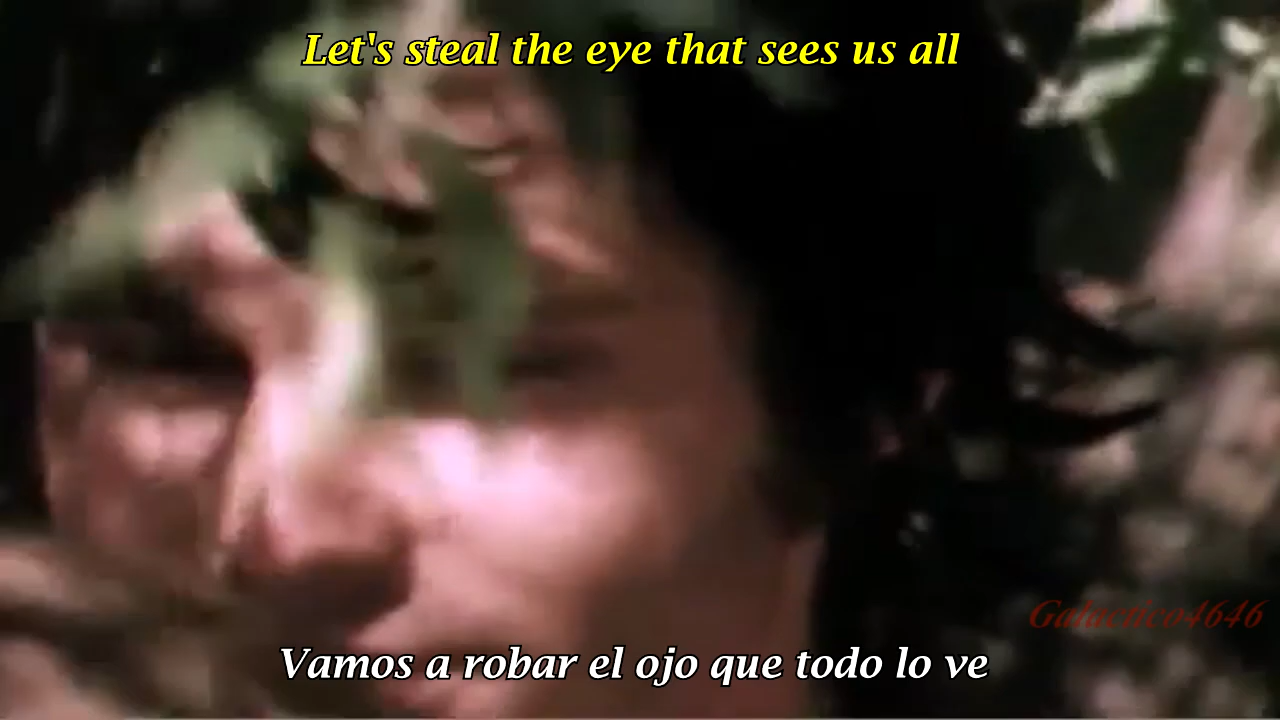 Let's steal the eye that sees us all
Galactico4646
Vamos a robar el ojo que todo lo ve